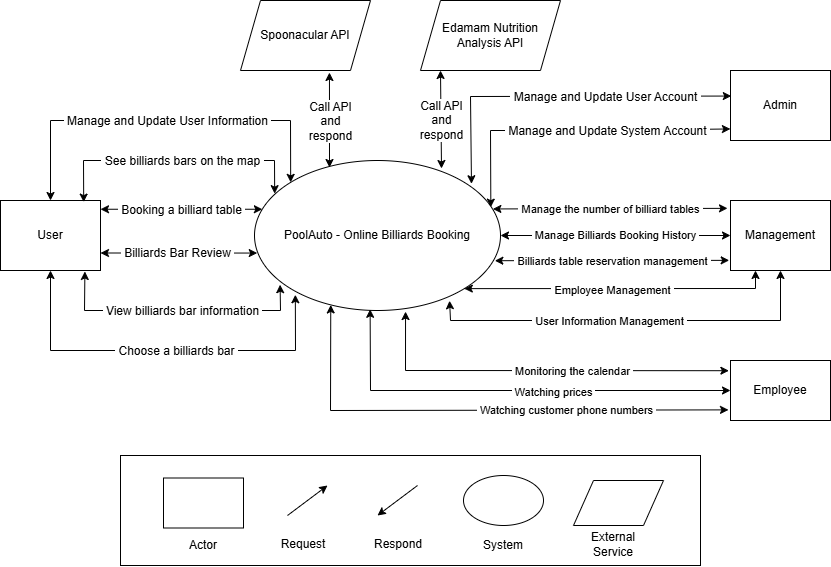 Spoonacular API
Edamam Nutrition
Analysis API
Call API
and
respond
Call API
and
respond
Manage and Update User Account
Admin
Manage and Update User Information
Manage and Update System Account
See billiards bars on the map
Booking a billiard table
Manage the number of billiard tables
User
PoolAuto - Online Billiards Booking
Manage Billiards Booking History
Management
Billiards Bar Review
Billiards table reservation management
Employee Management
View billiards bar information
User Information Management
Choose a billiards bar
Monitoring the calendar
Watching prices
Employee
Watching customer phone numbers
Actor
Request
Respond
System
External
Service